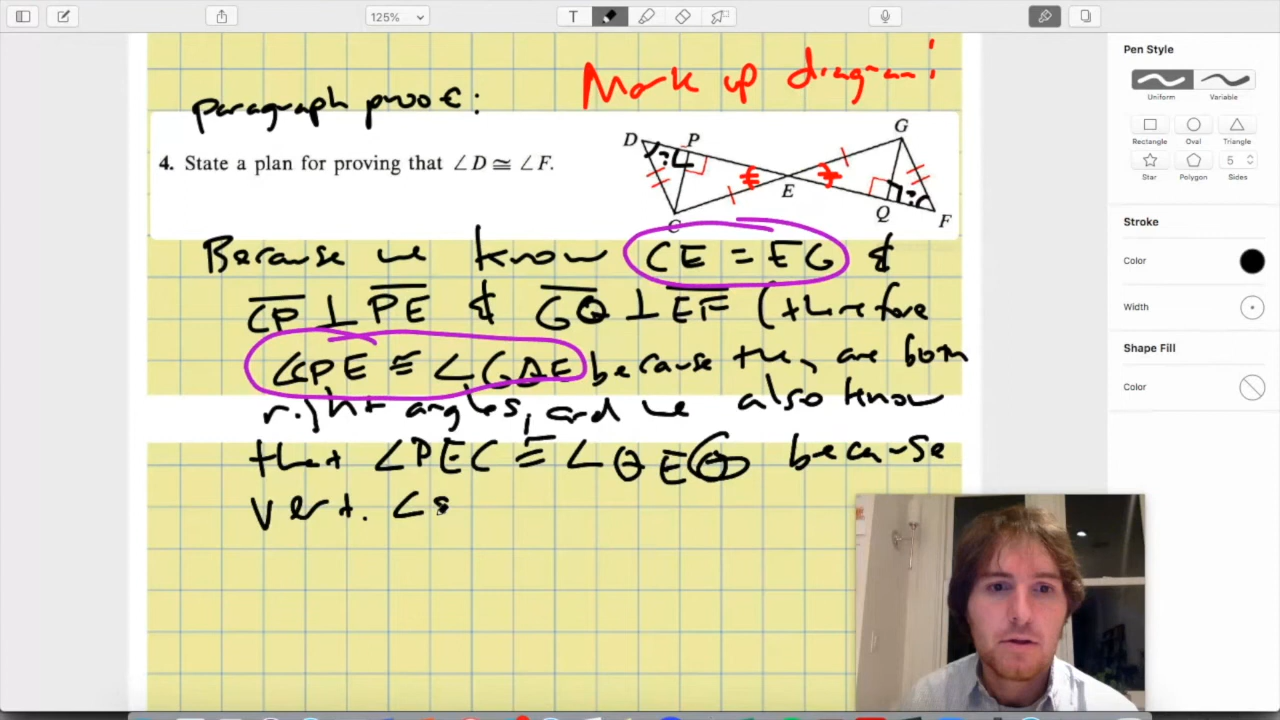 125%
T
Pen Style
Uniform
Variable
Rectangle
Oval
Triangle
Star
Polygon
5
Sides
Stroke
Color
Width
Shape Fill
Color
Mark up diagram:
paragraph proof:
4. State a plan for proving that ∠D ≅ ∠F.
D
P
G
E
C
Q
F
Because we know CE = EG &
CP ⊥ PE & GQ ⊥ EF (therefore
∠CPE ≅ ∠GQE because they are both
right angles, and we also know
that ∠PEC ≅ ∠QEG because
vert. ∠s